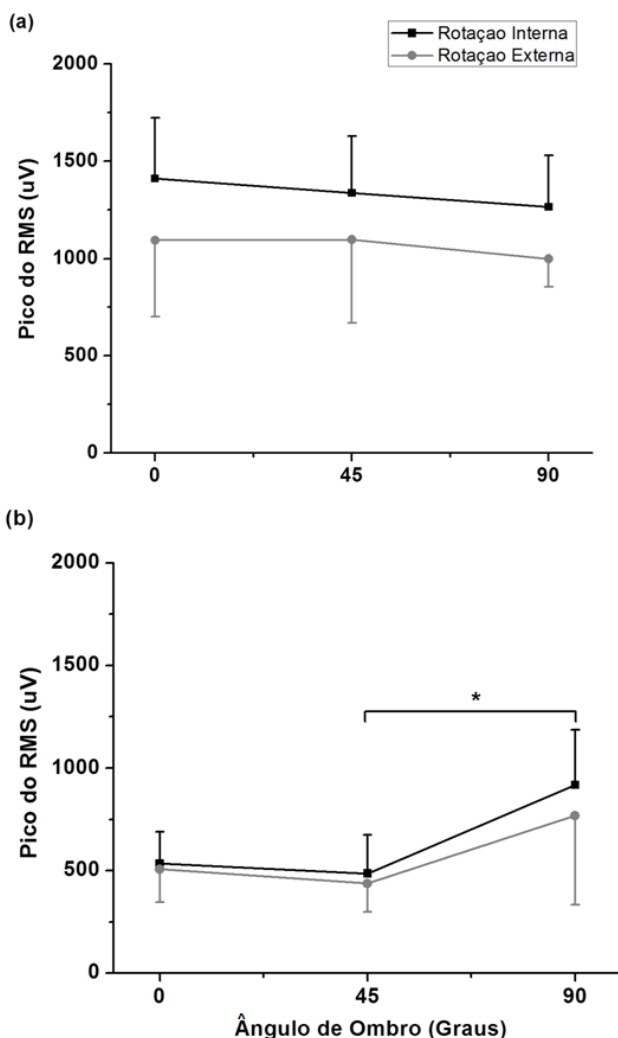 (a)
Rotaçao Interna
Rotaçao Externa
2000
1500
1000
500
0
Pico do RMS (uV)
0 45 90
(b)
2000
1500
1000
500
0
Pico do RMS (uV)
*
0 45 90
Ângulo de Ombro (Graus)